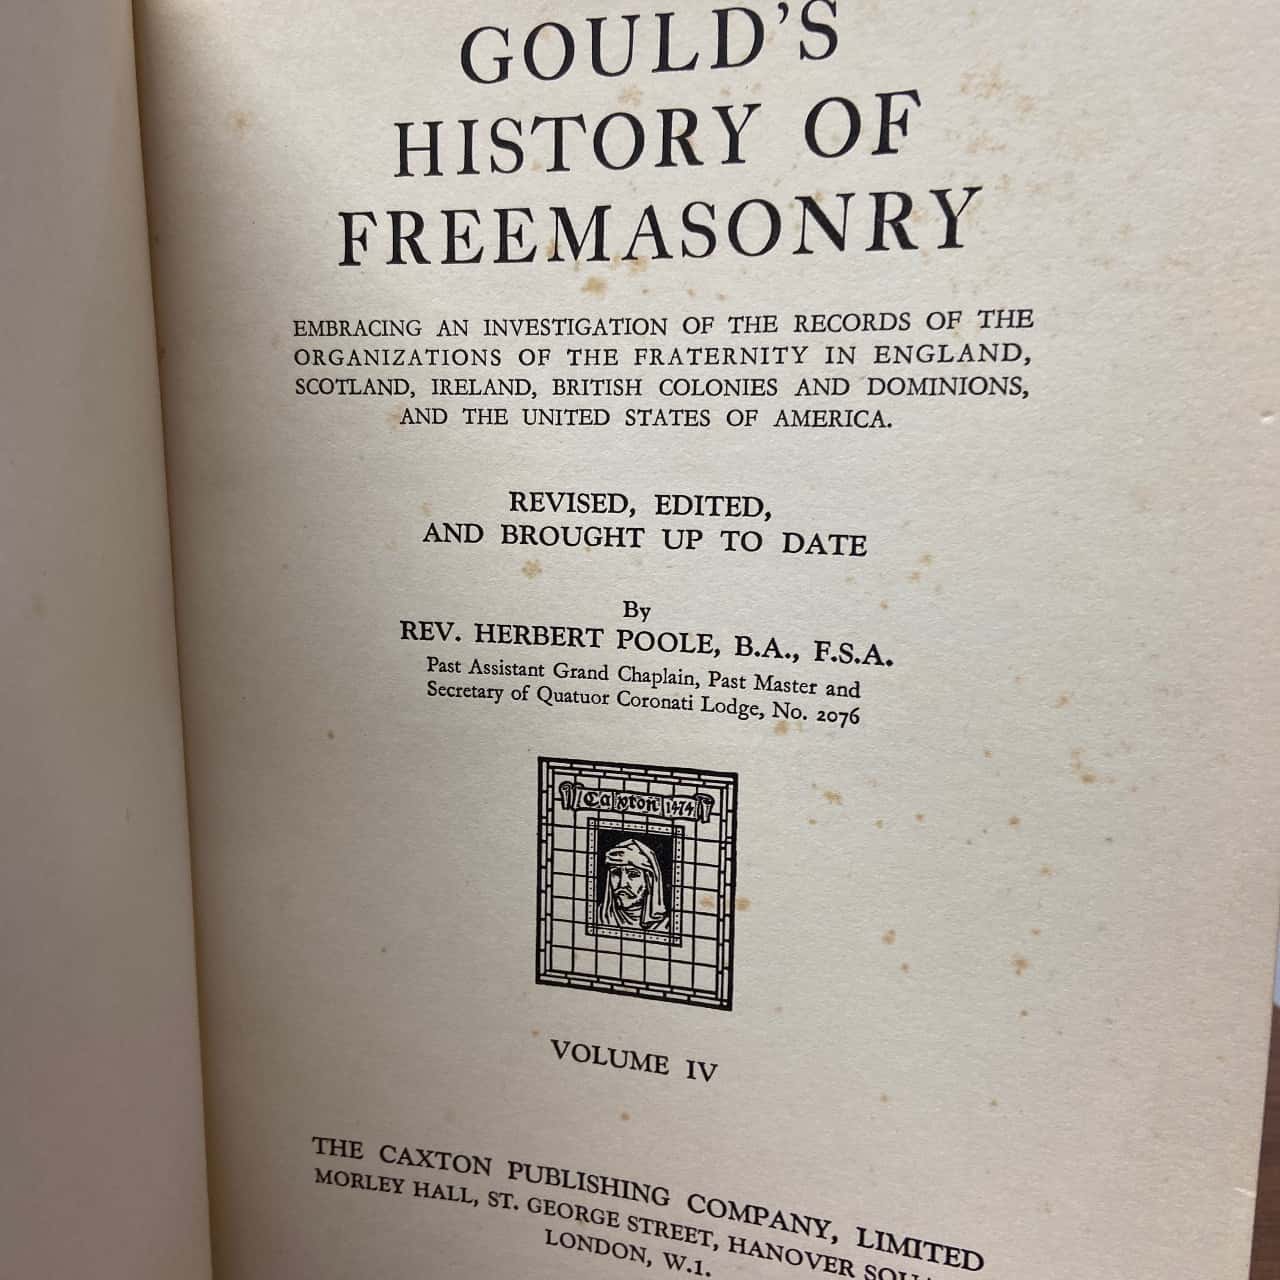 GOULD'S
HISTORY OF
FREEMASONRY
EMBRACING AN INVESTIGATION OF THE RECORDS OF THE
ORGANIZATIONS OF THE FRATERNITY IN ENGLAND,
SCOTLAND, IRELAND, BRITISH COLONIES AND DOMINIONS,
AND THE UNITED STATES OF AMERICA.
REVISED, EDITED,
AND BROUGHT UP TO DATE
By
REV. HERBERT POOLE, B.A., F.S.A.
Past Assistant Grand Chaplain, Past Master and
Secretary of Quatuor Coronati Lodge, No. 2076
Caxton 1474
VOLUME IV
THE CAXTON PUBLISHING COMPANY, LIMITED
MORLEY HALL, ST. GEORGE STREET, HANOVER
LONDON, W.1.